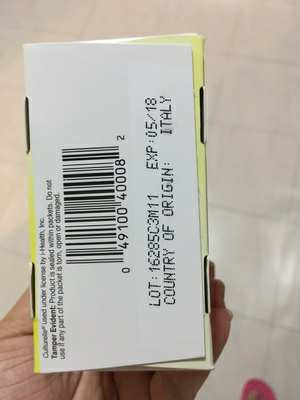 Culturelle® used under license by i-Health, Inc.
Tamper Evident: Product is sealed within packets. Do not
use if any part of the packet is torn, open or damaged.
0 49100 40008 2
LOT:16285C3M11 EXP:05/18
COUNTRY OF ORIGIN: ITALY